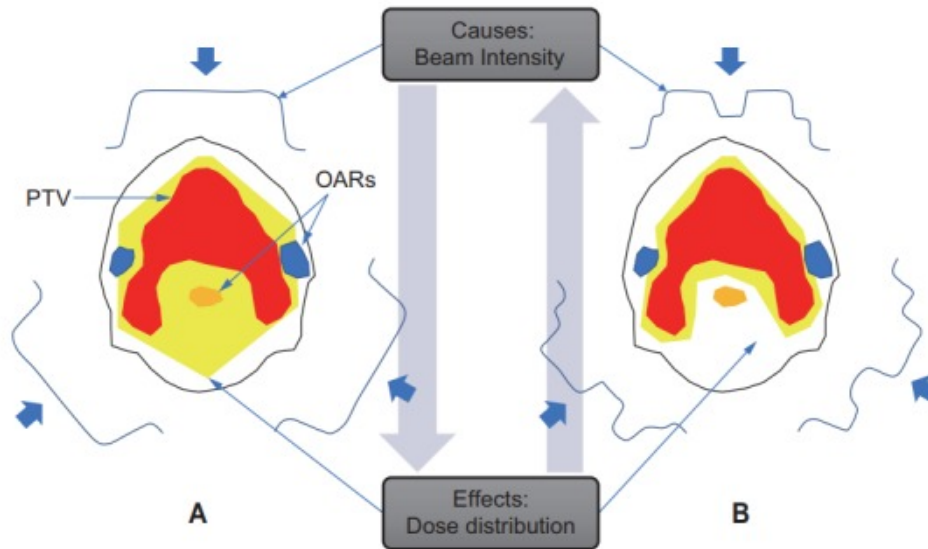 Causes:
Beam Intensity
OARs
PTV
Effects:
Dose distribution
A
B